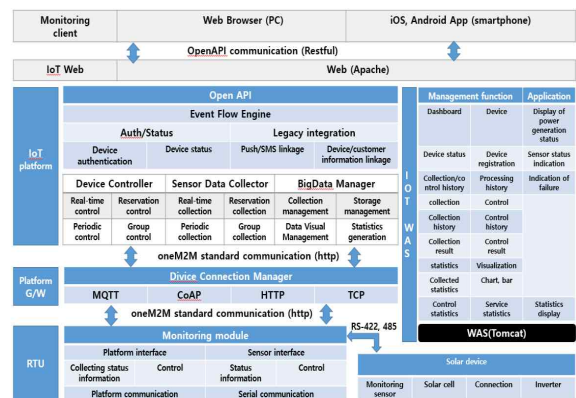 Monitoring client
Web Browser (PC)
iOS, Android App (smartphone)
OpenAPI communication (Restful)
IoT Web
Web (Apache)
IoT platform
Open API
Event Flow Engine
Auth/Status
Legacy integration
Device authentication
Device status
Push/SMS linkage
Device/customer information linkage
Device Controller
Sensor Data Collector
BigData Manager
Real-time control
Reservation control
Real-time collection
Reservation collection
Collection management
Storage management
Periodic control
Group control
Periodic collection
Group collection
Data Visual Management
Statistics generation
oneM2M standard communication (http)
Platform G/W
Divice Connection Manager
MQTT
CoAP
HTTP
TCP
oneM2M standard communication (http)
RS-422, 485
RTU
Monitoring module
Platform interface
Sensor interface
Collecting status information
Control
Status information
Control
Platform communication
Serial communication
IOT WAS
Management function
Application
Dashboard
Device
Display of power generation status
Device status
Device registration
Sensor status indication
Collection/co ntrol history
Processing history
Indication of failure
collection
Control
Collection history
Control history
Collection result
Control result
statistics
Visualization
Collected statistics
Chart, bar
Control statistics
Service statistics
Statistics display
WAS(Tomcat)
Solar device
Monitoring sensor
Solar cell
Connection
Inverter